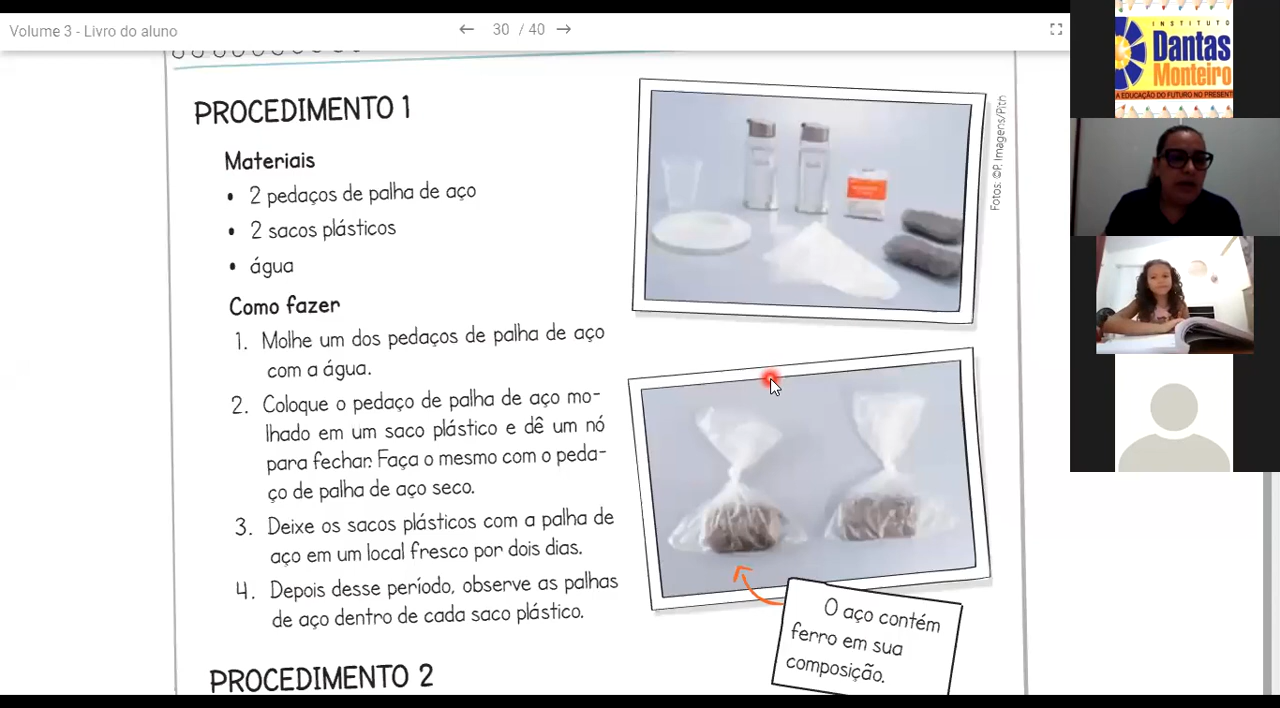 Volume 3 - Livro do aluno
30 / 40
PROCEDIMENTO 1
Materiais
• 2 pedaços de palha de aço
• 2 sacos plásticos
• água
Como fazer
1. Molhe um dos pedaços de palha de aço
com a água.
2. Coloque o pedaço de palha de aço mo-
lhado em um saco plástico e dê um nó
para fechar. Faça o mesmo com o peda-
ço de palha de aço seco.
3. Deixe os sacos plásticos com a palha de
aço em um local fresco por dois dias.
4. Depois desse período, observe as palhas
de aço dentro de cada saco plástico.
PROCEDIMENTO 2
Fotos: ©P. Imagens/Pith
O aço contém
ferro em sua
composição.
INSTITUTO
Dantas
Monteiro
A EDUCAÇÃO DO FUTURO NO PRESENT